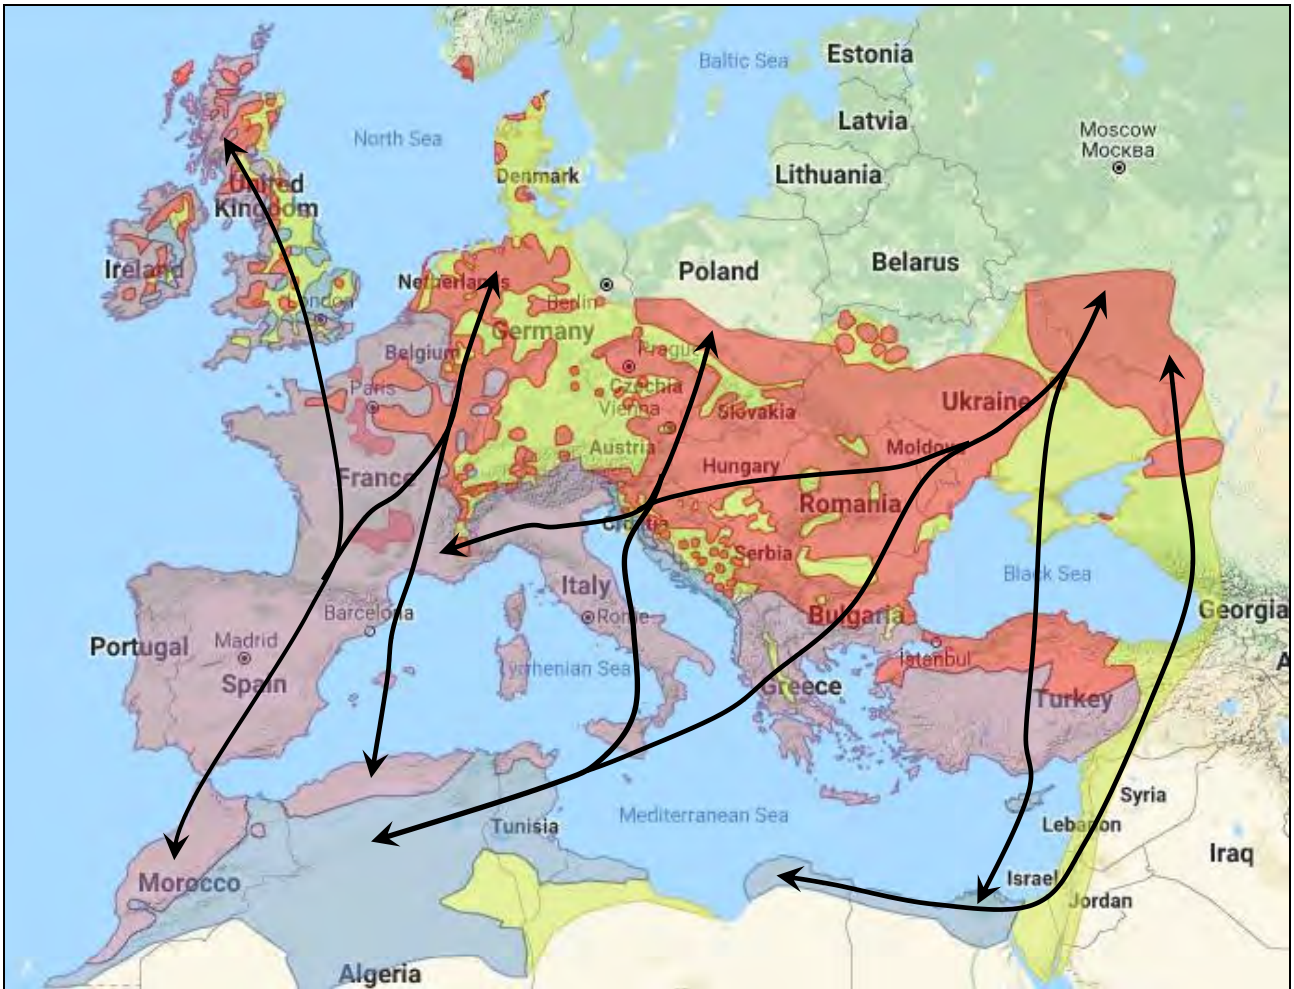 Baltic Sea
Estonia
Latvia
Moscow
Москва
North Sea
Lithuania
Denmark
United
Kingdom
Ireland
Netherlands
Poland
Belarus
London
Berlin
Germany
Belgium
Prague
Paris
Czechia
Vienna
Slovakia
Ukraine
Austria
Moldova
France
Hungary
Romania
Croatia
Serbia
Black Sea
Italy
Barcelona
Rome
Bulgaria
Georgia
Portugal
Madrid
İstanbul
A
Tyrrhenian Sea
Spain
Greece
Turkey
Syria
Mediterranean Sea
Tunisia
Lebanon
Iraq
Morocco
Israel
Jordan
Algeria